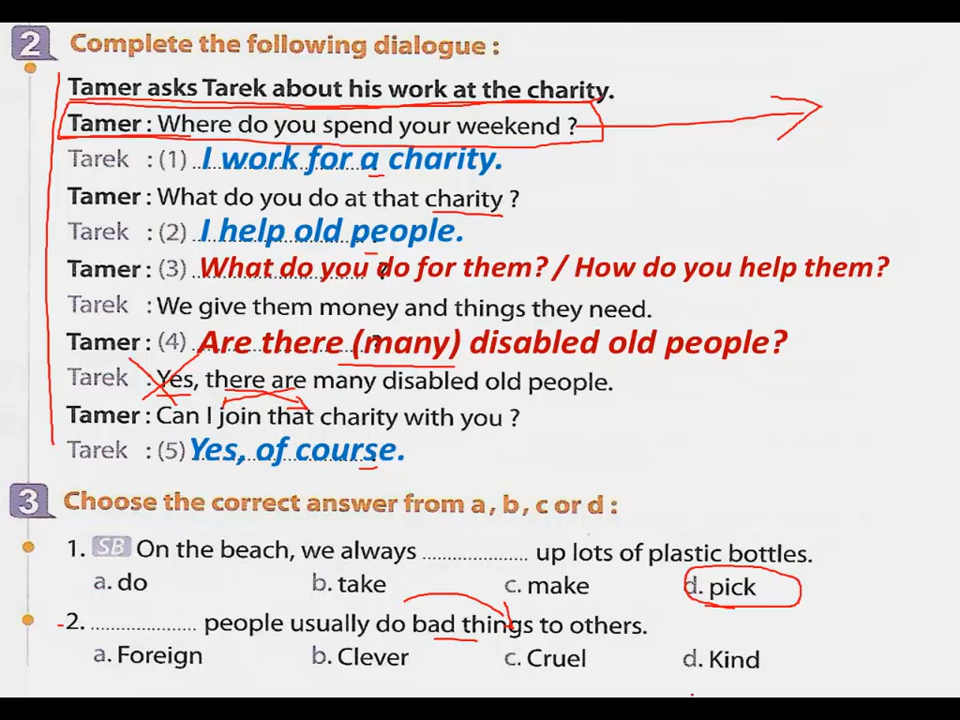 2 Complete the following dialogue :
Tamer asks Tarek about his work at the charity.
Tamer : Where do you spend your weekend ?
Tarek : (1) I work for a charity.
Tamer : What do you do at that charity ?
Tarek : (2) I help old people.
Tamer : (3) What do you do for them? / How do you help them?
Tarek : We give them money and things they need.
Tamer : (4) Are there (many) disabled old people?
Tarek : Yes, there are many disabled old people.
Tamer : Can I join that charity with you ?
Tarek : (5) Yes, of course.
3 Choose the correct answer from a , b , c or d :
1. SB On the beach, we always .................... up lots of plastic bottles.
a. do b. take c. make d. pick
2. .................... people usually do bad things to others.
a. Foreign b. Clever c. Cruel d. Kind